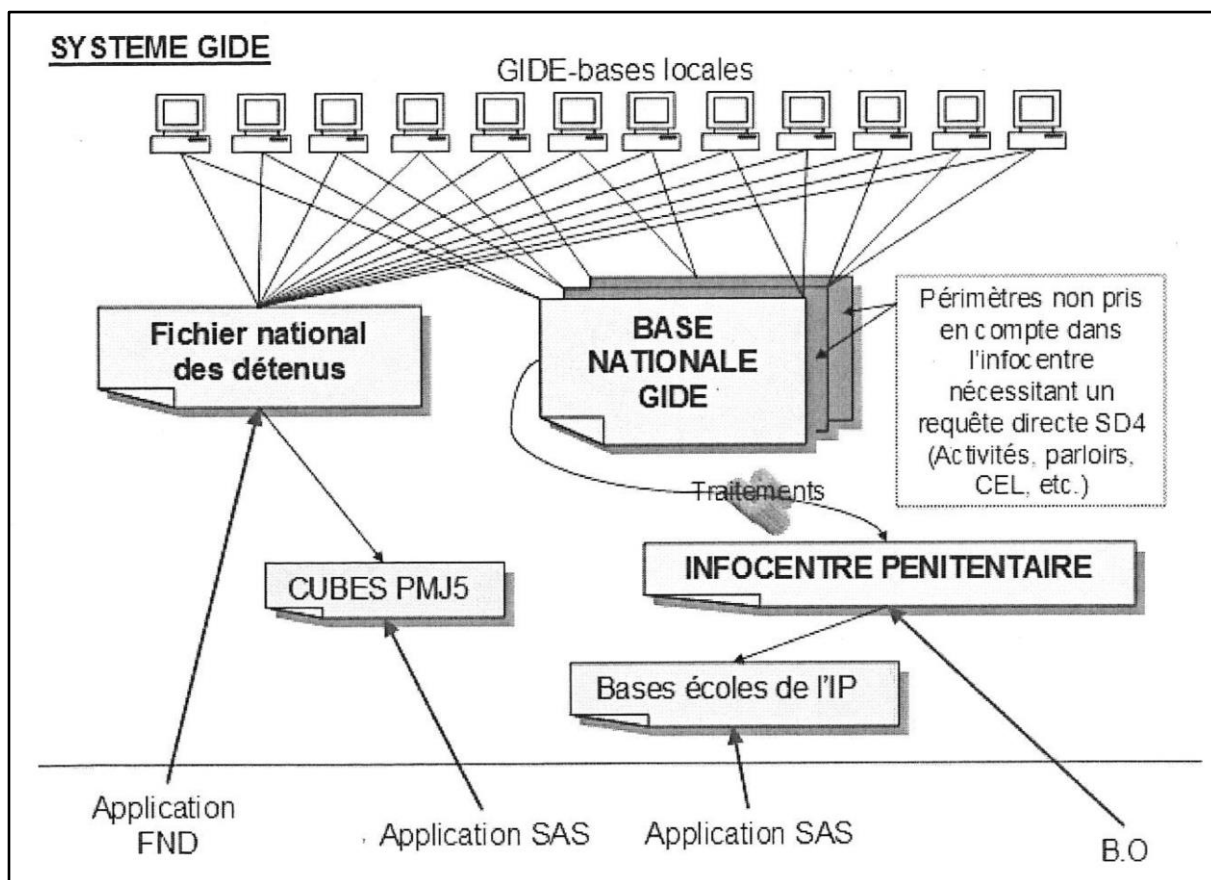 SYSTEME GIDE
GIDE-bases locales
Fichier national
des détenus
BASE
NATIONALE
GIDE
Périmètres non pris
en compte dans
l'infocentre
nécessitant un
requête directe SD4
(Activités, parloirs,
CEL, etc.)
Traitements
CUBES PMJ5
INFOCENTRE PENITENTAIRE
Bases écoles de l'IP
Application
FND
Application SAS
Application SAS
B.O